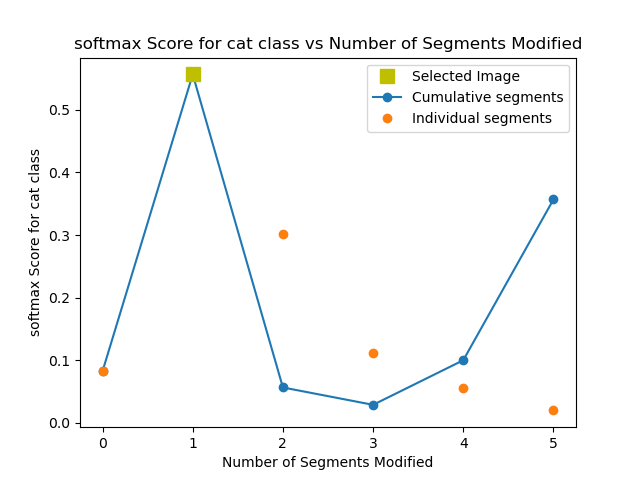 softmax Score for cat class vs Number of Segments Modified
Selected Image
Cumulative segments
Individual segments
softmax Score for cat class
0.5
0.4
0.3
0.2
0.1
0.0
0 1 2 3 4 5
Number of Segments Modified